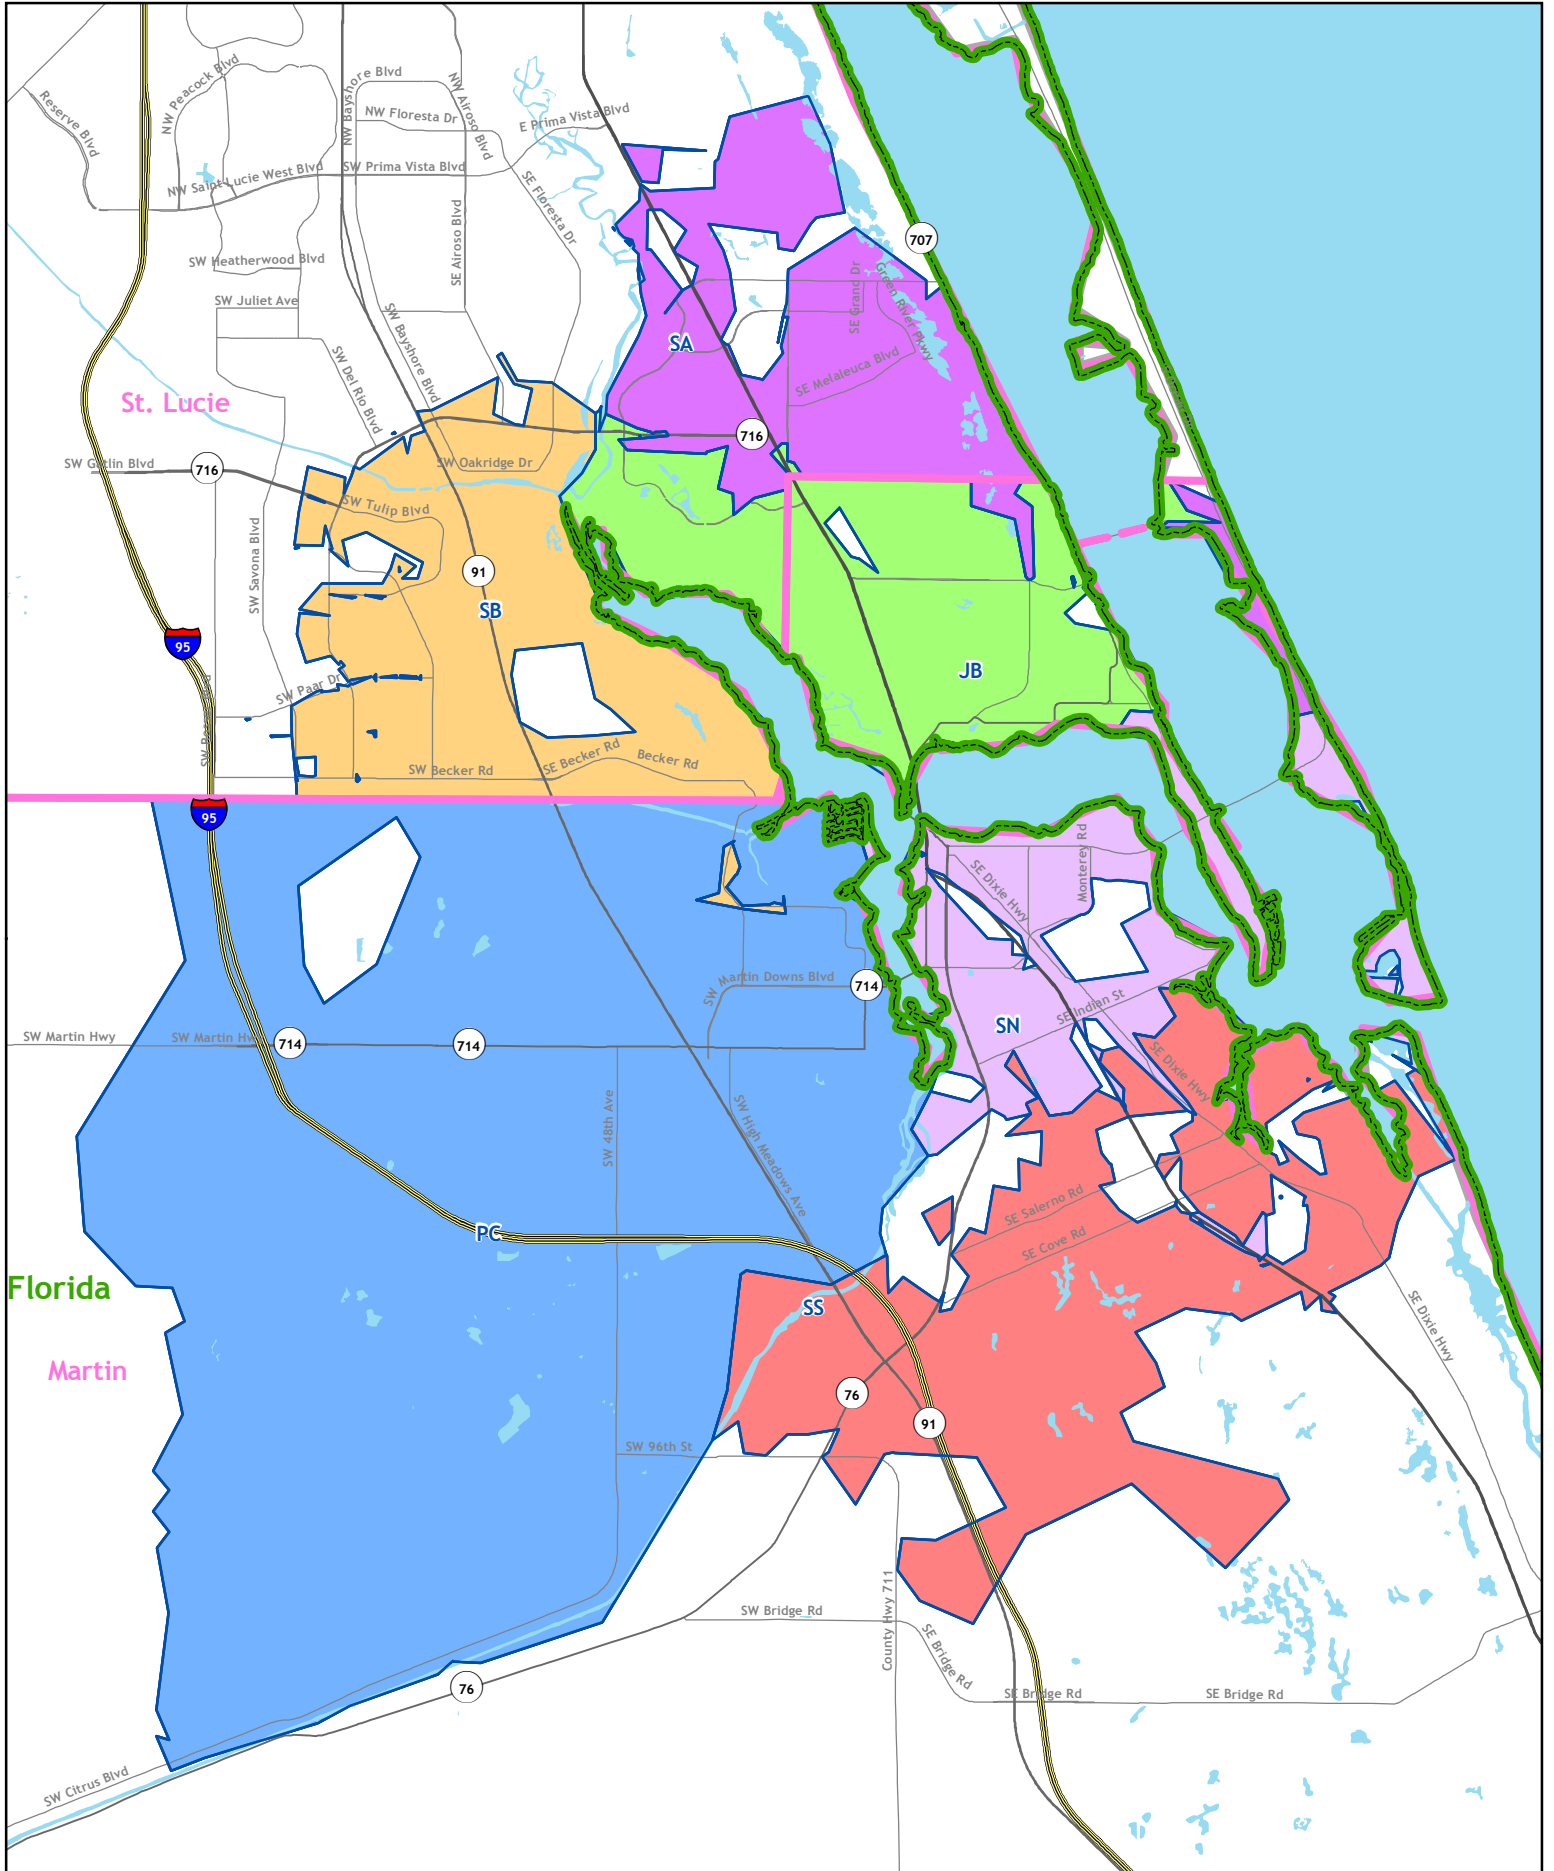 Reserve Blvd
NW Peacock Blvd
NW Bayshore Blvd
NW Floresta Dr
NW Airoso Blvd
E Prima Vista Blvd
NW Saint Lucie West Blvd
SW Prima Vista Blvd
SE Floresta Dr
SE Airoso Blvd
SW Heatherwood Blvd
SW Juliet Ave
SW Bayshore Blvd
SW Del Rio Blvd
707
SE Grand Dr
Green River Pkwy
SA
SE Melaleuca Blvd
St. Lucie
716
SW Gatlin Blvd
716
SW Oakridge Dr
SW Tulip Blvd
SW Savona Blvd
91
SB
95
JB
SW Paar Dr
SE Becker Rd
Becker Rd
SW Becker Rd
95
SE Dixie Hwy
Monterey Rd
SW Martin Downs Blvd
714
SE Indian St
SN
SW Martin Hwy
SW Martin Hwy
714
714
SE Dixie Hwy
SW 48th Ave
SW High Meadows Ave
SE Salerno Rd
SE Cove Rd
PC
Florida
SS
SE Dixie Hwy
Martin
76
91
SW 96th St
County Hwy 711
SW Bridge Rd
SE Bridge Rd
76
SE Bridge Rd
SE Bridge Rd
SW Citrus Blvd